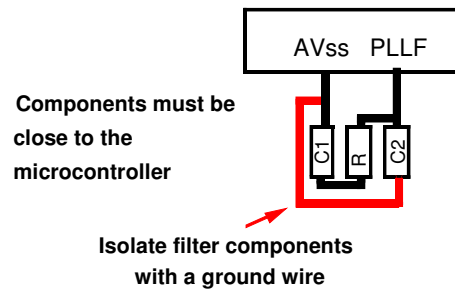 AVss PLLF
Components must be
close to the
microcontroller
C1
R
C2
Isolate filter components
with a ground wire